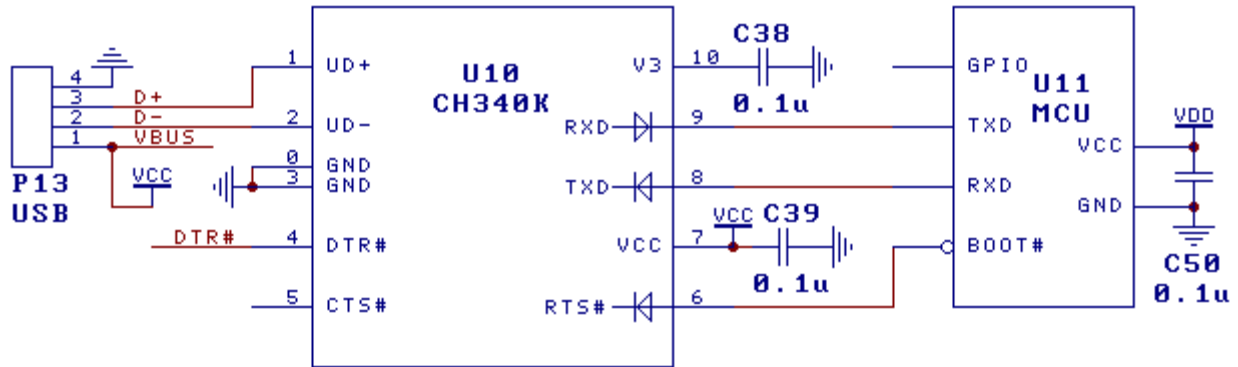 4
3 D+
2 D-
1 VBUS
VCC
P13
USB
DTR#
U10
CH340K
1 UD+
2 UD-
0 GND
3 GND
4 DTR#
5 CTS#
V3 10
RXD 9
TXD 8
VCC 7
RTS# 6
C38
0.1u
VCC
C39
0.1u
U11
MCU
GPIO
TXD
RXD
BOOT#
VCC
GND
VDD
C50
0.1u